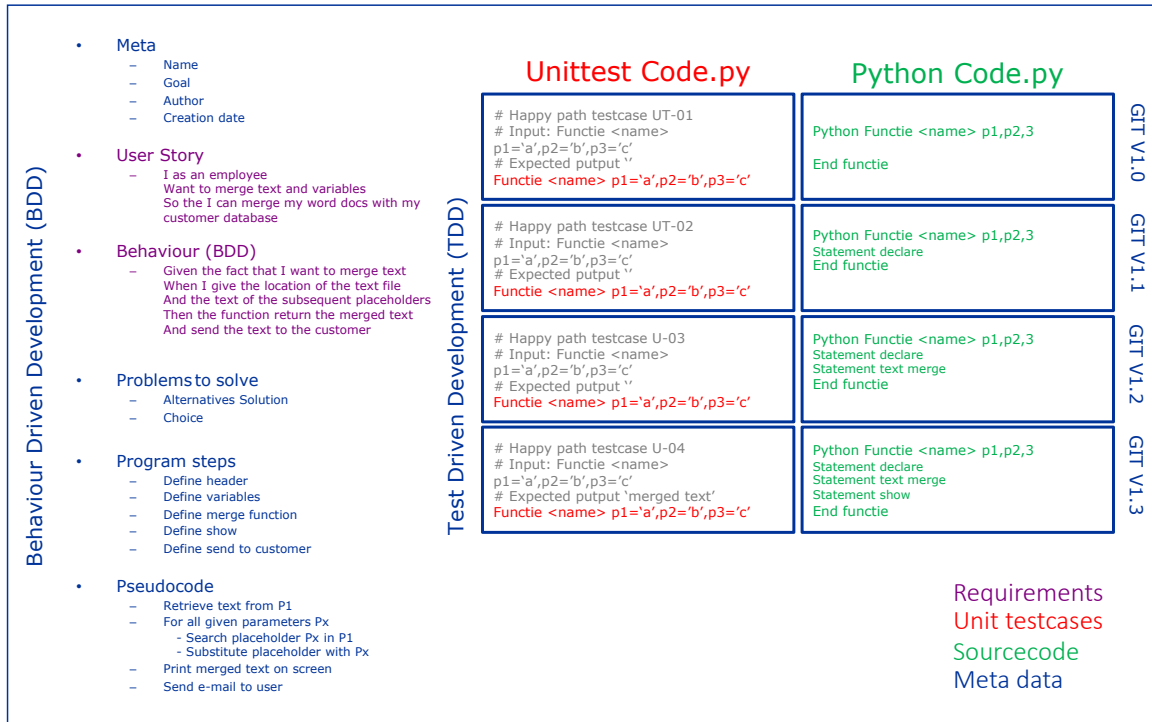 Behaviour Driven Development (BDD)
• Meta
– Name
– Goal
– Author
– Creation date
• User Story
– I as an employee
Want to merge text and variables
So the I can merge my word docs with my
customer database
• Behaviour (BDD)
– Given the fact that I want to merge text
When I give the location of the text file
And the text of the subsequent placeholders
Then the function return the merged text
And send the text to the customer
• Problems to solve
– Alternatives Solution
– Choice
• Program steps
– Define header
– Define variables
– Define merge function
– Define show
– Define send to customer
• Pseudocode
– Retrieve text from P1
– For all given parameters Px
- Search placeholder Px in P1
- Substitute placeholder with Px
– Print merged text on screen
– Send e-mail to user
Test Driven Development (TDD)
Unittest Code.py
Python Code.py
# Happy path testcase UT-01
# Input: Functie <name>
p1=‘a’,p2=‘b’,p3=‘c’
# Expected putput ‘’
Functie <name> p1=‘a’,p2=‘b’,p3=‘c’
Python Functie <name> p1,p2,3
End functie
GIT V1.0
# Happy path testcase UT-02
# Input: Functie <name>
p1=‘a’,p2=‘b’,p3=‘c’
# Expected putput ‘’
Functie <name> p1=‘a’,p2=‘b’,p3=‘c’
Python Functie <name> p1,p2,3
Statement declare
End functie
GIT V1.1
# Happy path testcase U-03
# Input: Functie <name>
p1=‘a’,p2=‘b’,p3=‘c’
# Expected putput ‘’
Functie <name> p1=‘a’,p2=‘b’,p3=‘c’
Python Functie <name> p1,p2,3
Statement declare
Statement text merge
End functie
GIT V1.2
# Happy path testcase U-04
# Input: Functie <name>
p1=‘a’,p2=‘b’,p3=‘c’
# Expected putput ‘merged text’
Functie <name> p1=‘a’,p2=‘b’,p3=‘c’
Python Functie <name> p1,p2,3
Statement declare
Statement text merge
Statement show
End functie
GIT V1.3
Requirements
Unit testcases
Sourcecode
Meta data